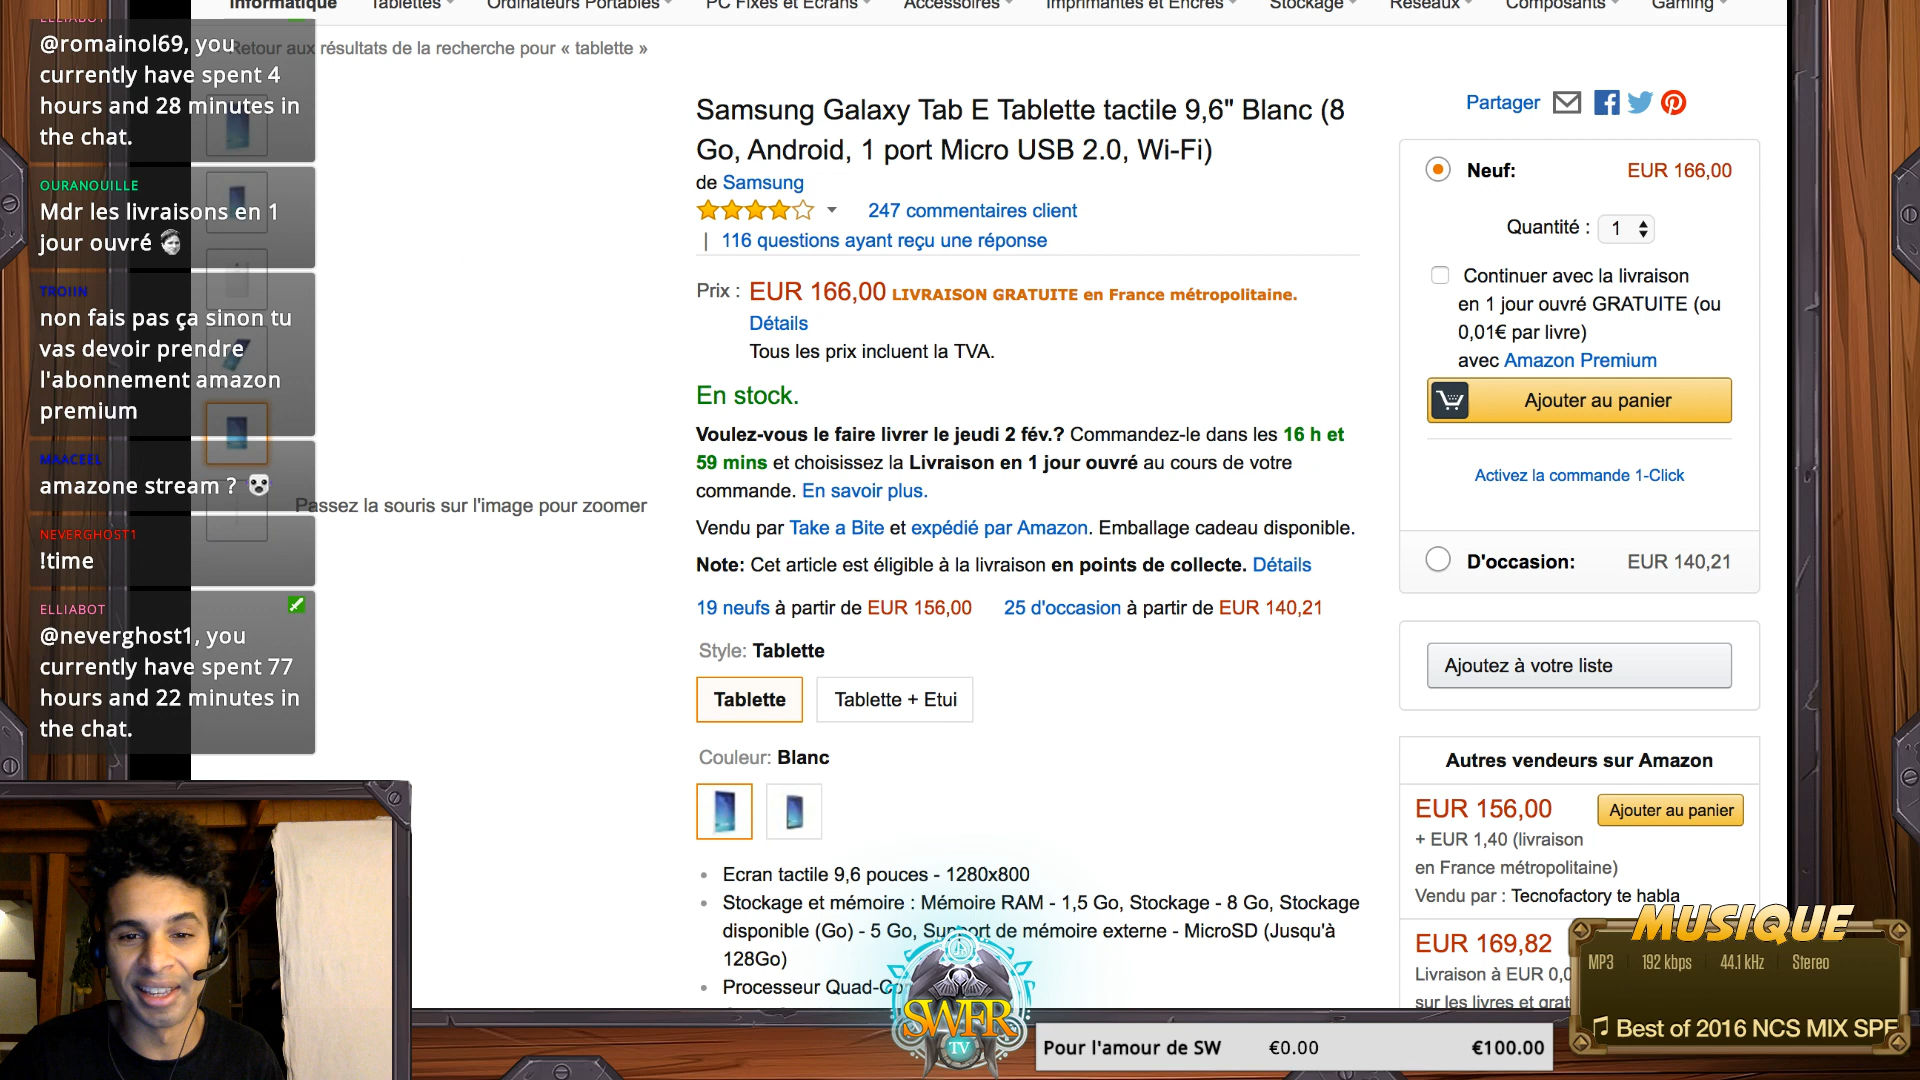 Informatique Tablettes Ordinateurs Portables PC Fixes et Ecrans Accessoires Imprimantes et Encres Stockage Réseaux Composants Gaming
Retour aux résultats de la recherche pour « tablette »
ELLIABOT
@romainol69, you
currently have spent 4
hours and 28 minutes in
the chat.
OURANOUILLE
Mdr les livraisons en 1
jour ouvré
TROIIN
non fais pas ça sinon tu
vas devoir prendre
l'abonnement amazon
premium
MAACEEL
amazone stream ?
NEVERGHOST1
!time
ELLIABOT
@neverghost1, you
currently have spent 77
hours and 22 minutes in
the chat.
Passez la souris sur l'image pour zoomer
Samsung Galaxy Tab E Tablette tactile 9,6" Blanc (8
Go, Android, 1 port Micro USB 2.0, Wi-Fi)
de Samsung
247 commentaires client
| 116 questions ayant reçu une réponse
Prix : EUR 166,00 LIVRAISON GRATUITE en France métropolitaine.
Détails
Tous les prix incluent la TVA.
En stock.
Voulez-vous le faire livrer le jeudi 2 fév.? Commandez-le dans les 16 h et
59 mins et choisissez la Livraison en 1 jour ouvré au cours de votre
commande. En savoir plus.
Vendu par Take a Bite et expédié par Amazon. Emballage cadeau disponible.
Note: Cet article est éligible à la livraison en points de collecte. Détails
19 neufs à partir de EUR 156,00 25 d'occasion à partir de EUR 140,21
Style: Tablette
Tablette Tablette + Etui
Couleur: Blanc
• Ecran tactile 9,6 pouces - 1280x800
• Stockage et mémoire : Mémoire RAM - 1,5 Go, Stockage - 8 Go, Stockage
disponible (Go) - 5 Go, Support de mémoire externe - MicroSD (Jusqu'à
128Go)
• Processeur Quad-Co
Partager
Neuf: EUR 166,00
Quantité : 1
Continuer avec la livraison
en 1 jour ouvré GRATUITE (ou
0,01€ par livre)
avec Amazon Premium
Ajouter au panier
Activez la commande 1-Click
D'occasion: EUR 140,21
Ajoutez à votre liste
Autres vendeurs sur Amazon
EUR 156,00 Ajouter au panier
+ EUR 1,40 (livraison
en France métropolitaine)
Vendu par : Tecnofactory te habla
EUR 169,82
Livraison à EUR 0,0
sur les livres et grat
MUSIQUE
MP3 192 kbps 44.1 kHz Stereo
Best of 2016 NCS MIX SPE
SWFR
TV
Pour l'amour de SW €0.00 €100.00